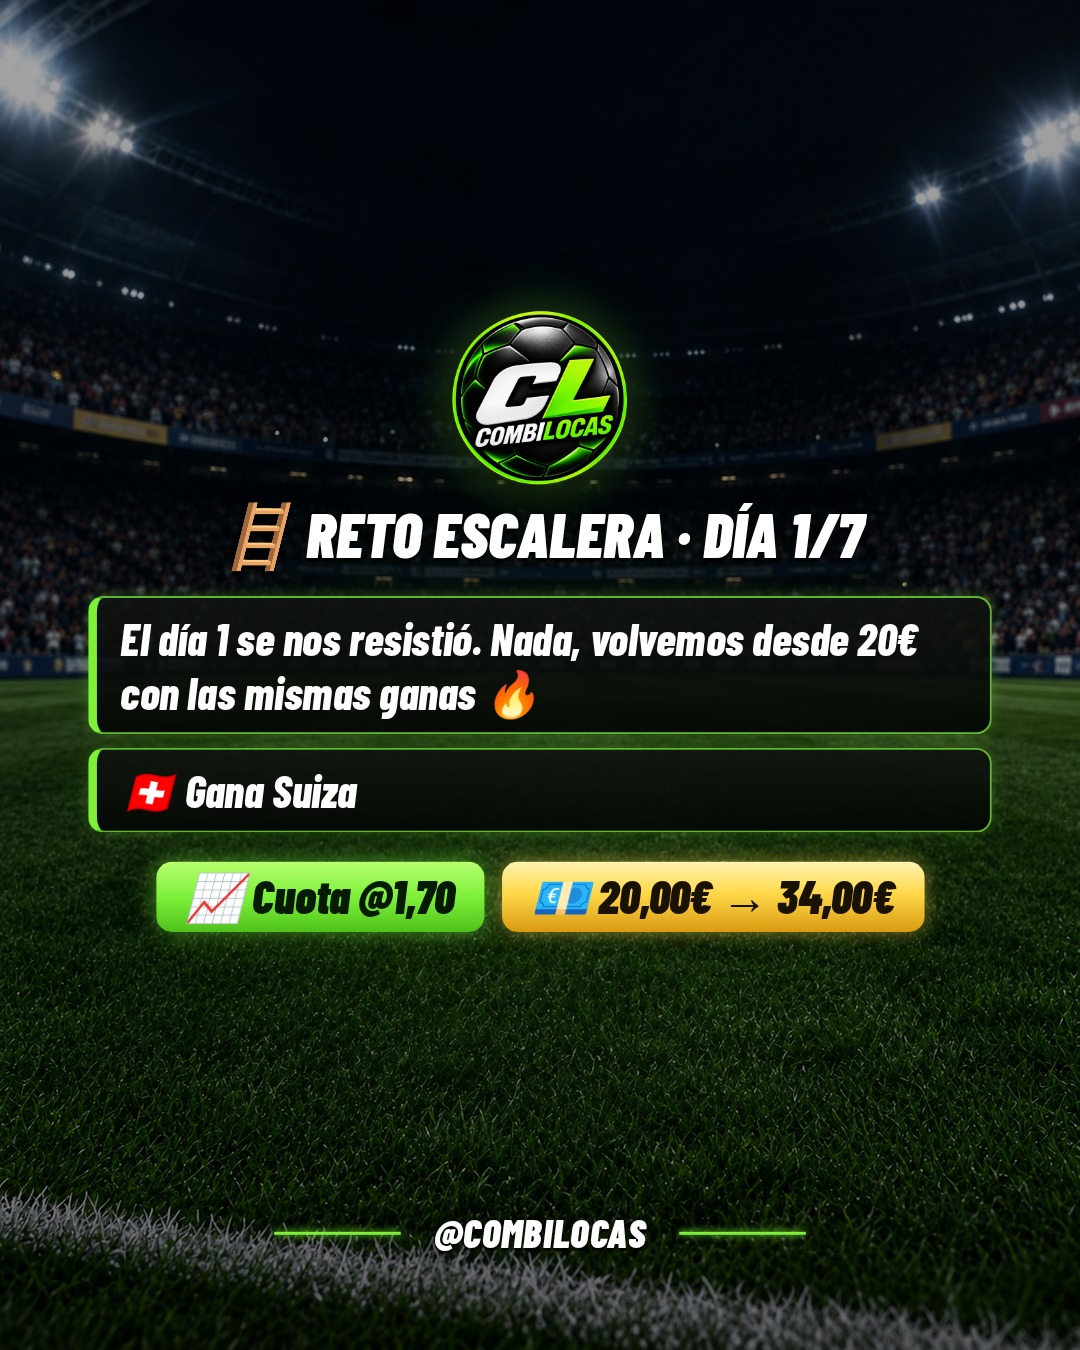 CL
COMBILOCAS
🪜 RETO ESCALERA · DÍA 1/7
El día 1 se nos resistió. Nada, volvemos desde 20€
con las mismas ganas 🔥
🇨🇭 Gana Suiza
📈 Cuota @1,70
💶 20,00€ → 34,00€
@COMBILOCAS